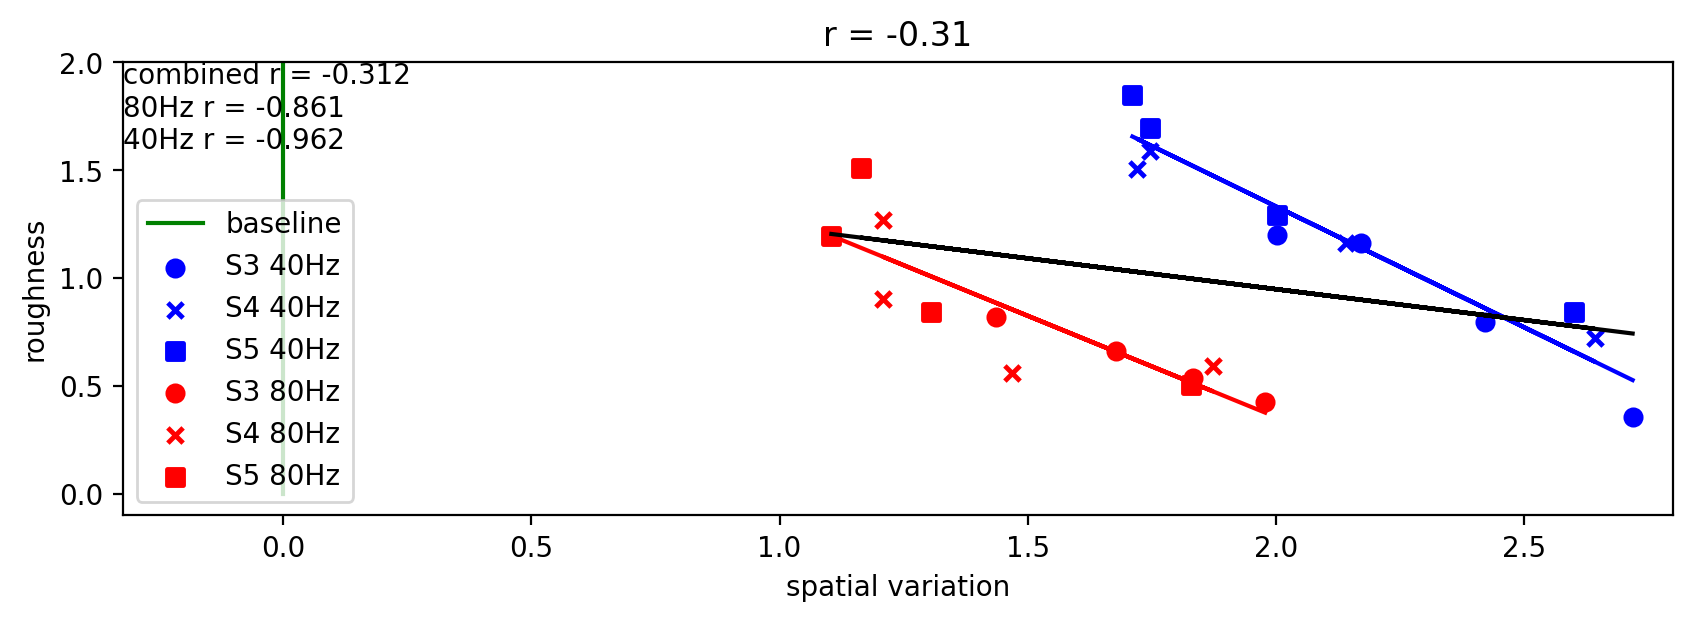 r = -0.31
combined r = -0.312
80Hz r = -0.861
40Hz r = -0.962
baseline
S3 40Hz
S4 40Hz
S5 40Hz
S3 80Hz
S4 80Hz
S5 80Hz
2.0
1.5
1.0
0.5
0.0
roughness
0.0 0.5 1.0 1.5 2.0 2.5
spatial variation